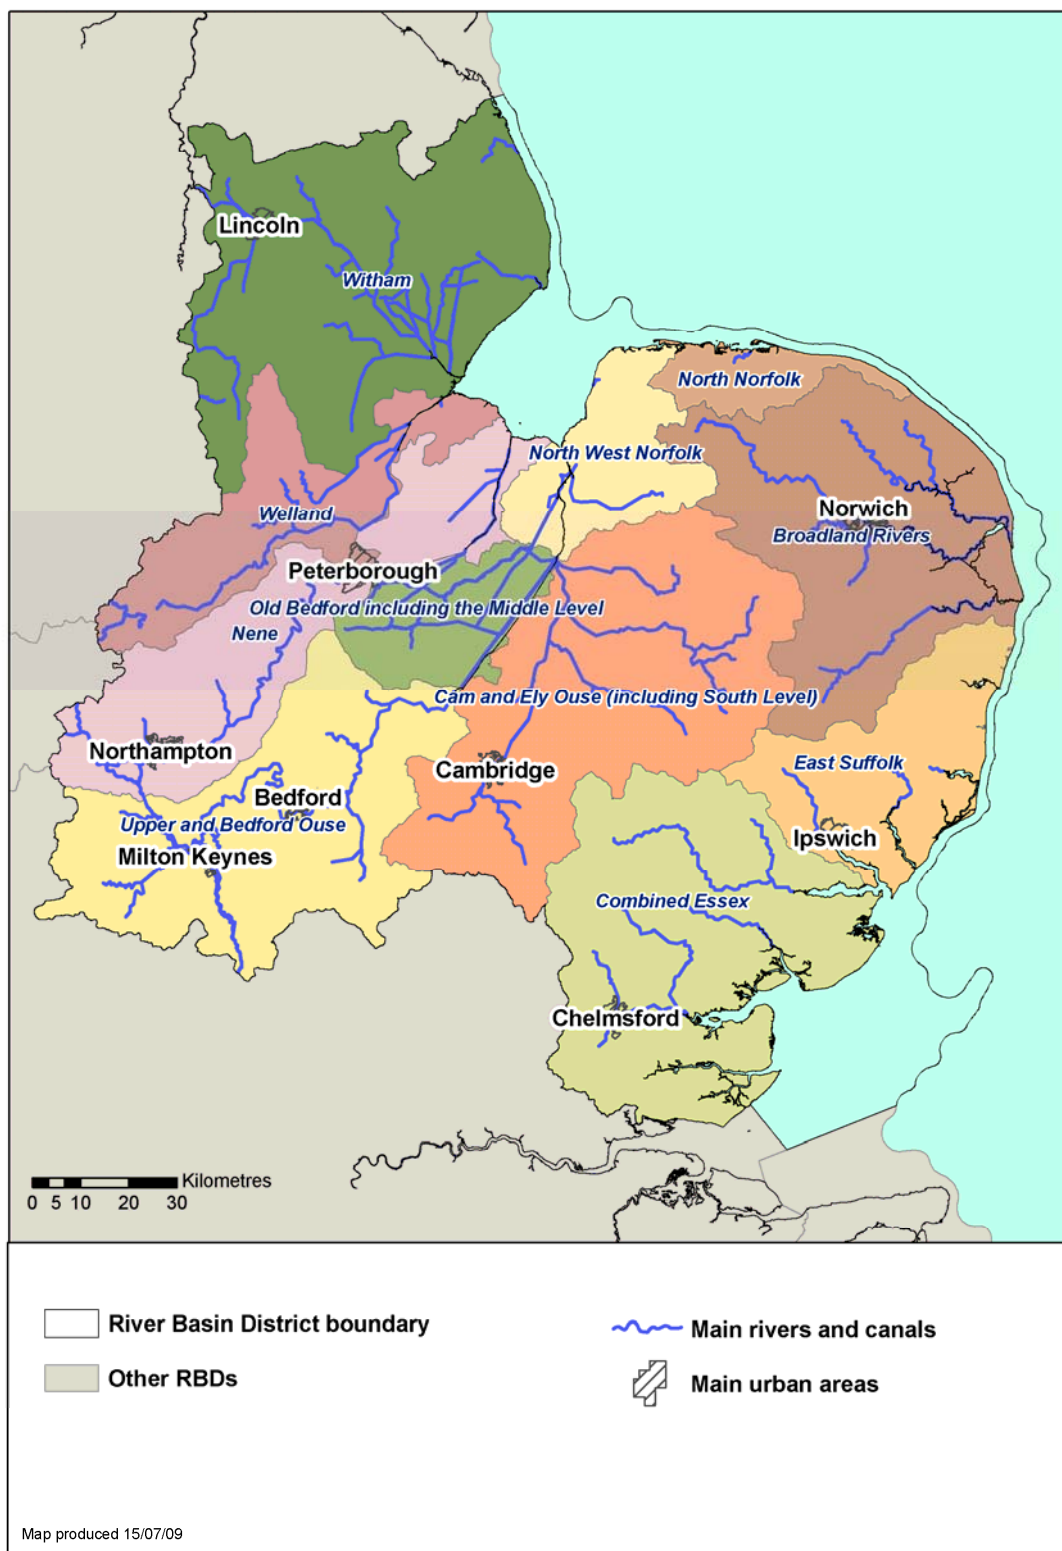 Lincoln
Witham
North Norfolk
North West Norfolk
Norwich
Welland
Broadland Rivers
Peterborough
Old Bedford including the Middle Level
Nene
Cam and Ely Ouse (including South Level)
Northampton
East Suffolk
Cambridge
Bedford
Upper and Bedford Ouse
Ipswich
Milton Keynes
Combined Essex
Chelmsford
Kilometres
0 5 10 20 30
River Basin District boundary
Main rivers and canals
Other RBDs
Main urban areas
Map produced 15/07/09